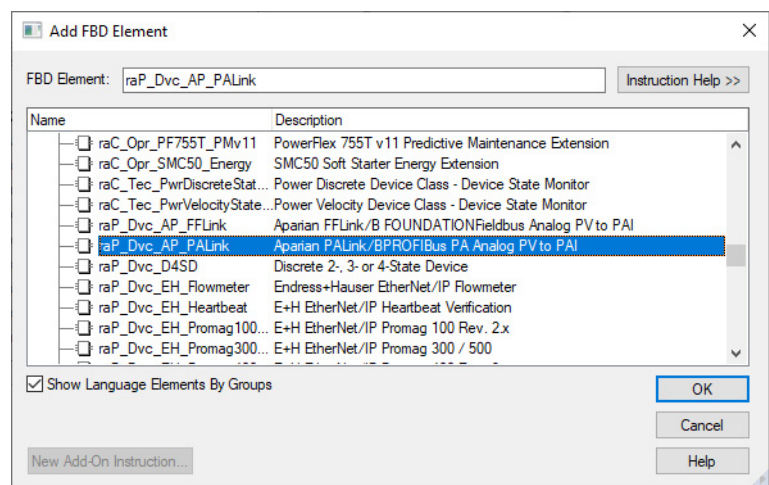 Add FBD Element
FBD Element: raP_Dvc_AP_PALink Instruction Help >>
Name Description
raC_Opr_PF755T_PMv11 PowerFlex 755T v11 Predictive Maintenance Extension
raC_Opr_SMC50_Energy SMC50 Soft Starter Energy Extension
raC_Tec_PwrDiscreteStat... Power Discrete Device Class - Device State Monitor
raC_Tec_PwrVelocityState... Power Velocity Device Class - Device State Monitor
raP_Dvc_AP_FFLink Aparian FFLink/B FOUNDATIONFieldbus Analog PV to PAI
raP_Dvc_AP_PALink Aparian PALink/BPROFIBus PA Analog PV to PAI
raP_Dvc_D4SD Discrete 2-, 3- or 4-State Device
raP_Dvc_EH_Flowmeter Endress+Hauser EtherNet/IP Flowmeter
raP_Dvc_EH_Heartbeat E+H EtherNet/IP Heartbeat Verification
raP_Dvc_EH_Promag100... E+H EtherNet/IP Promag 100 Rev. 2.x
raP_Dvc_EH_Promag300... E+H EtherNet/IP Promag 300 / 500
Show Language Elements By Groups
OK
Cancel
New Add-On Instruction... Help